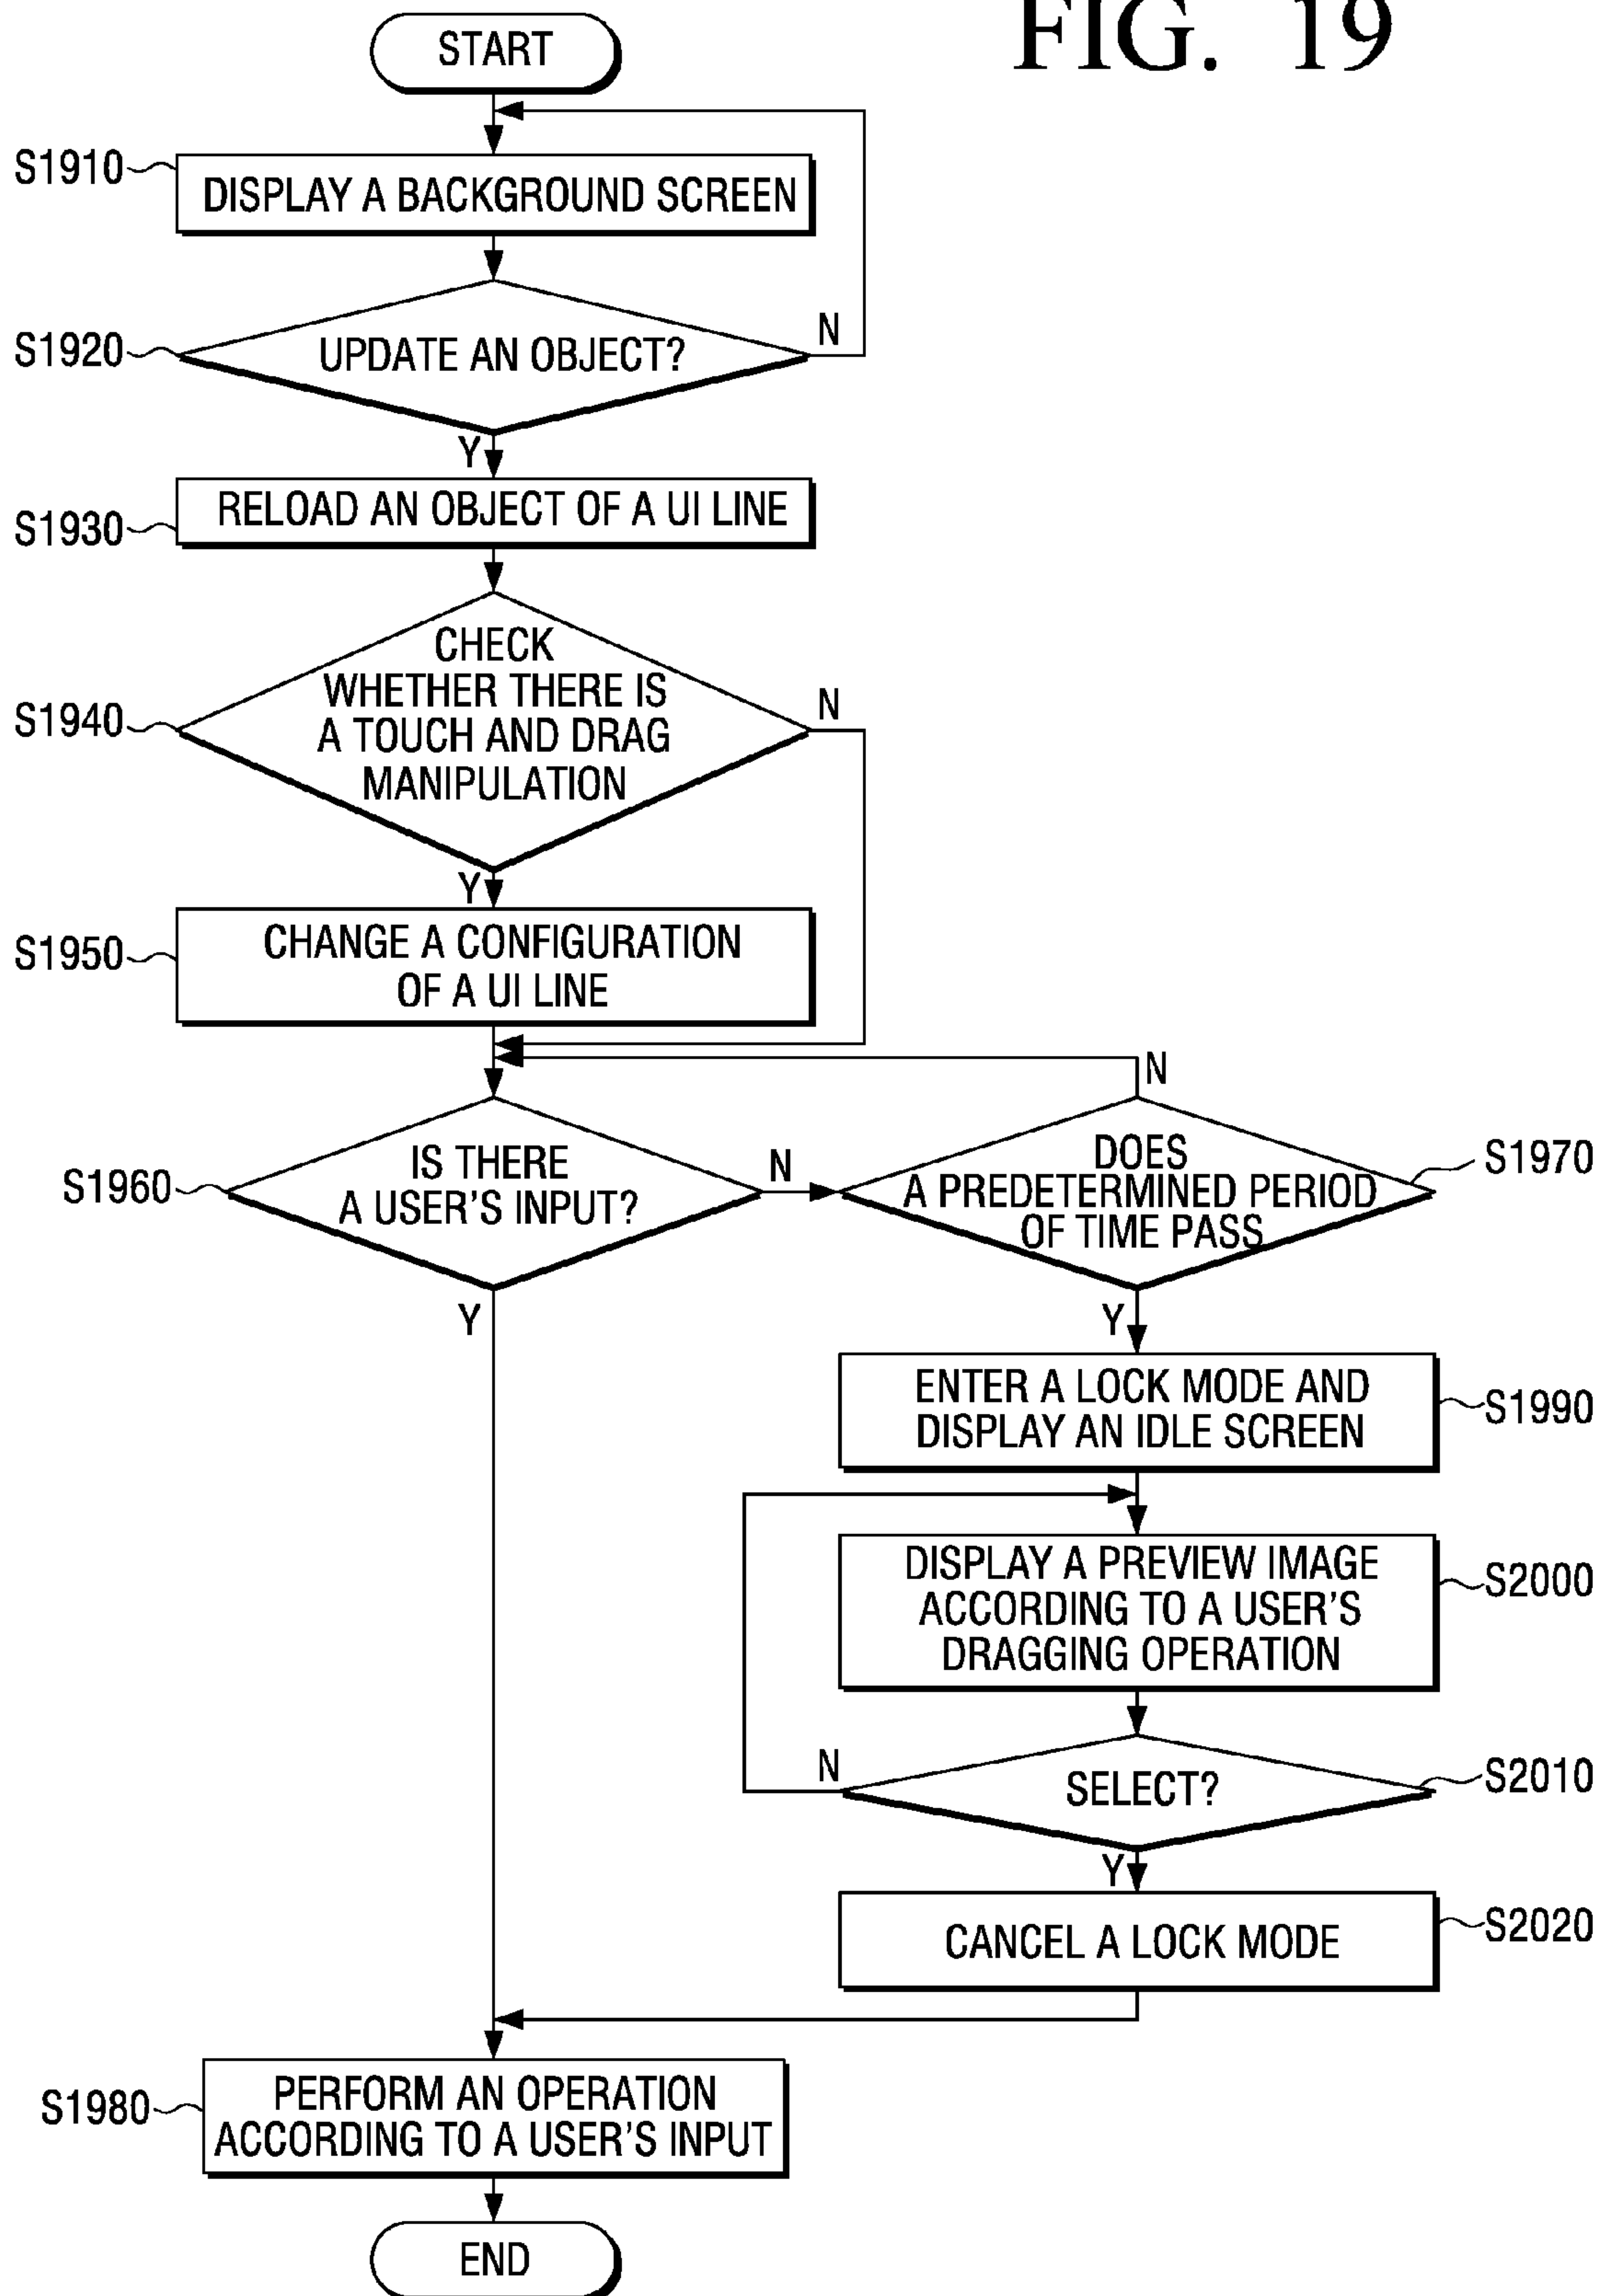 FIG. 19
START
S1910
DISPLAY A BACKGROUND SCREEN
S1920
UPDATE AN OBJECT?
N
Y
S1930
RELOAD AN OBJECT OF A UI LINE
S1940
CHECK
WHETHER THERE IS
A TOUCH AND DRAG
MANIPULATION
N
Y
S1950
CHANGE A CONFIGURATION
OF A UI LINE
S1960
IS THERE
A USER'S INPUT?
N
Y
N
DOES
A PREDETERMINED PERIOD
OF TIME PASS
S1970
Y
ENTER A LOCK MODE AND
DISPLAY AN IDLE SCREEN
S1990
DISPLAY A PREVIEW IMAGE
ACCORDING TO A USER'S
DRAGGING OPERATION
S2000
N
SELECT?
S2010
Y
CANCEL A LOCK MODE
S2020
S1980
PERFORM AN OPERATION
ACCORDING TO A USER'S INPUT
END